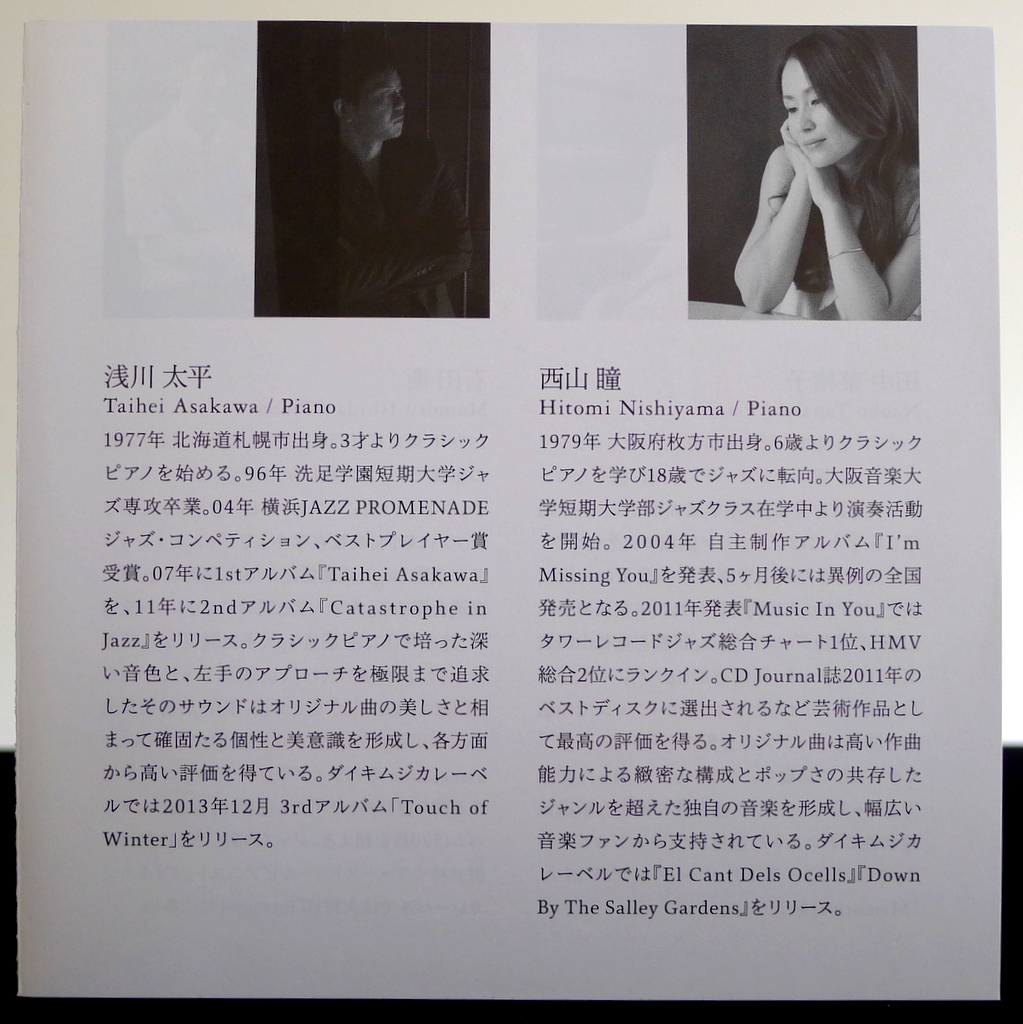 浅川 太平
Taihei Asakawa / Piano
1977年 北海道札幌市出身。3才よりクラシック
ピアノを始める。96年 洗足学園短期大学ジャ
ズ専攻卒業。04年 横浜JAZZ PROMENADE
ジャズ・コンペティション、ベストプレイヤー賞
受賞。07年に1stアルバム『Taihei Asakawa』
を、11年に2ndアルバム『Catastrophe in
Jazz』をリリース。クラシックピアノで培った深
い音色と、左手のアプローチを極限まで追求
したそのサウンドはオリジナル曲の美しさと相
まって確固たる個性と美意識を形成し、各方面
から高い評価を得ている。ダイキムジカレーベ
ルでは2013年12月 3rdアルバム「Touch of
Winter」をリリース。
西山 瞳
Hitomi Nishiyama / Piano
1979年 大阪府枚方市出身。6歳よりクラシック
ピアノを学び18歳でジャズに転向。大阪音楽大
学短期大学部ジャズクラス在学中より演奏活動
を開始。2004年 自主制作アルバム『I'm
Missing You』を発表、5ヶ月後には異例の全国
発売となる。2011年発表『Music In You』では
タワーレコードジャズ総合チャート1位、HMV
総合2位にランクイン。CD Journal誌2011年の
ベストディスクに選出されるなど芸術作品とし
て最高の評価を得る。オリジナル曲は高い作曲
能力による緻密な構成とポップさの共存した
ジャンルを超えた独自の音楽を形成し、幅広い
音楽ファンから支持されている。ダイキムジカ
レーベルでは『El Cant Dels Ocells』『Down
By The Salley Gardens』をリリース。